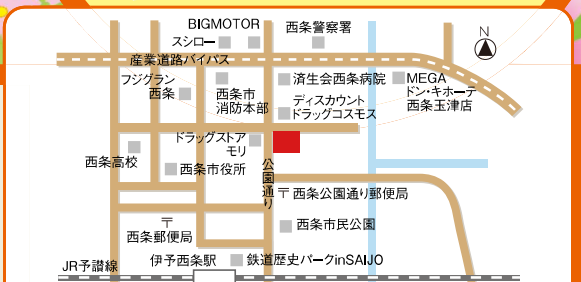 BIGMOTOR
スシロー
西条警察署
N
産業道路バイパス
フジグラン
西条
西条市
消防本部
済生会西条病院
MEGA
ドン・キホーテ
西条玉津店
ディスカウント
ドラッグコスモス
ドラッグストア
モリ
西条高校
西条市役所
公園通り
〒西条公園通り郵便局
〒
西条郵便局
西条市民公園
伊予西条駅
鉄道歴史パークinSAIJO
JR予讃線